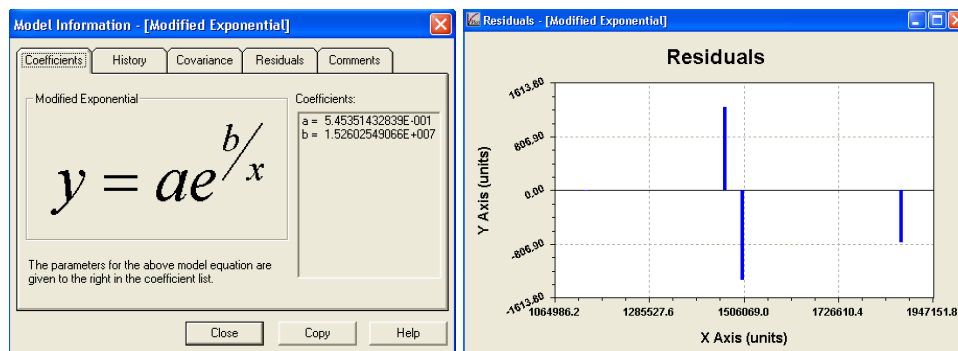 Model Information - [Modified Exponential]
Coefficients History Covariance Residuals Comments
Modified Exponential
y = ae^b/x
The parameters for the above model equation are
given to the right in the coefficient list.
Coefficients:
a = 5.45351432839E-001
b = 1.52602549066E+007
Close Copy Help
Residuals - [Modified Exponential]
Residuals
Y Axis (units)
1613.80
806.90
0.00
-806.90
-1613.80
1064986.2 1285527.6 1506069.0 1726610.4 1947151.8
X Axis (units)